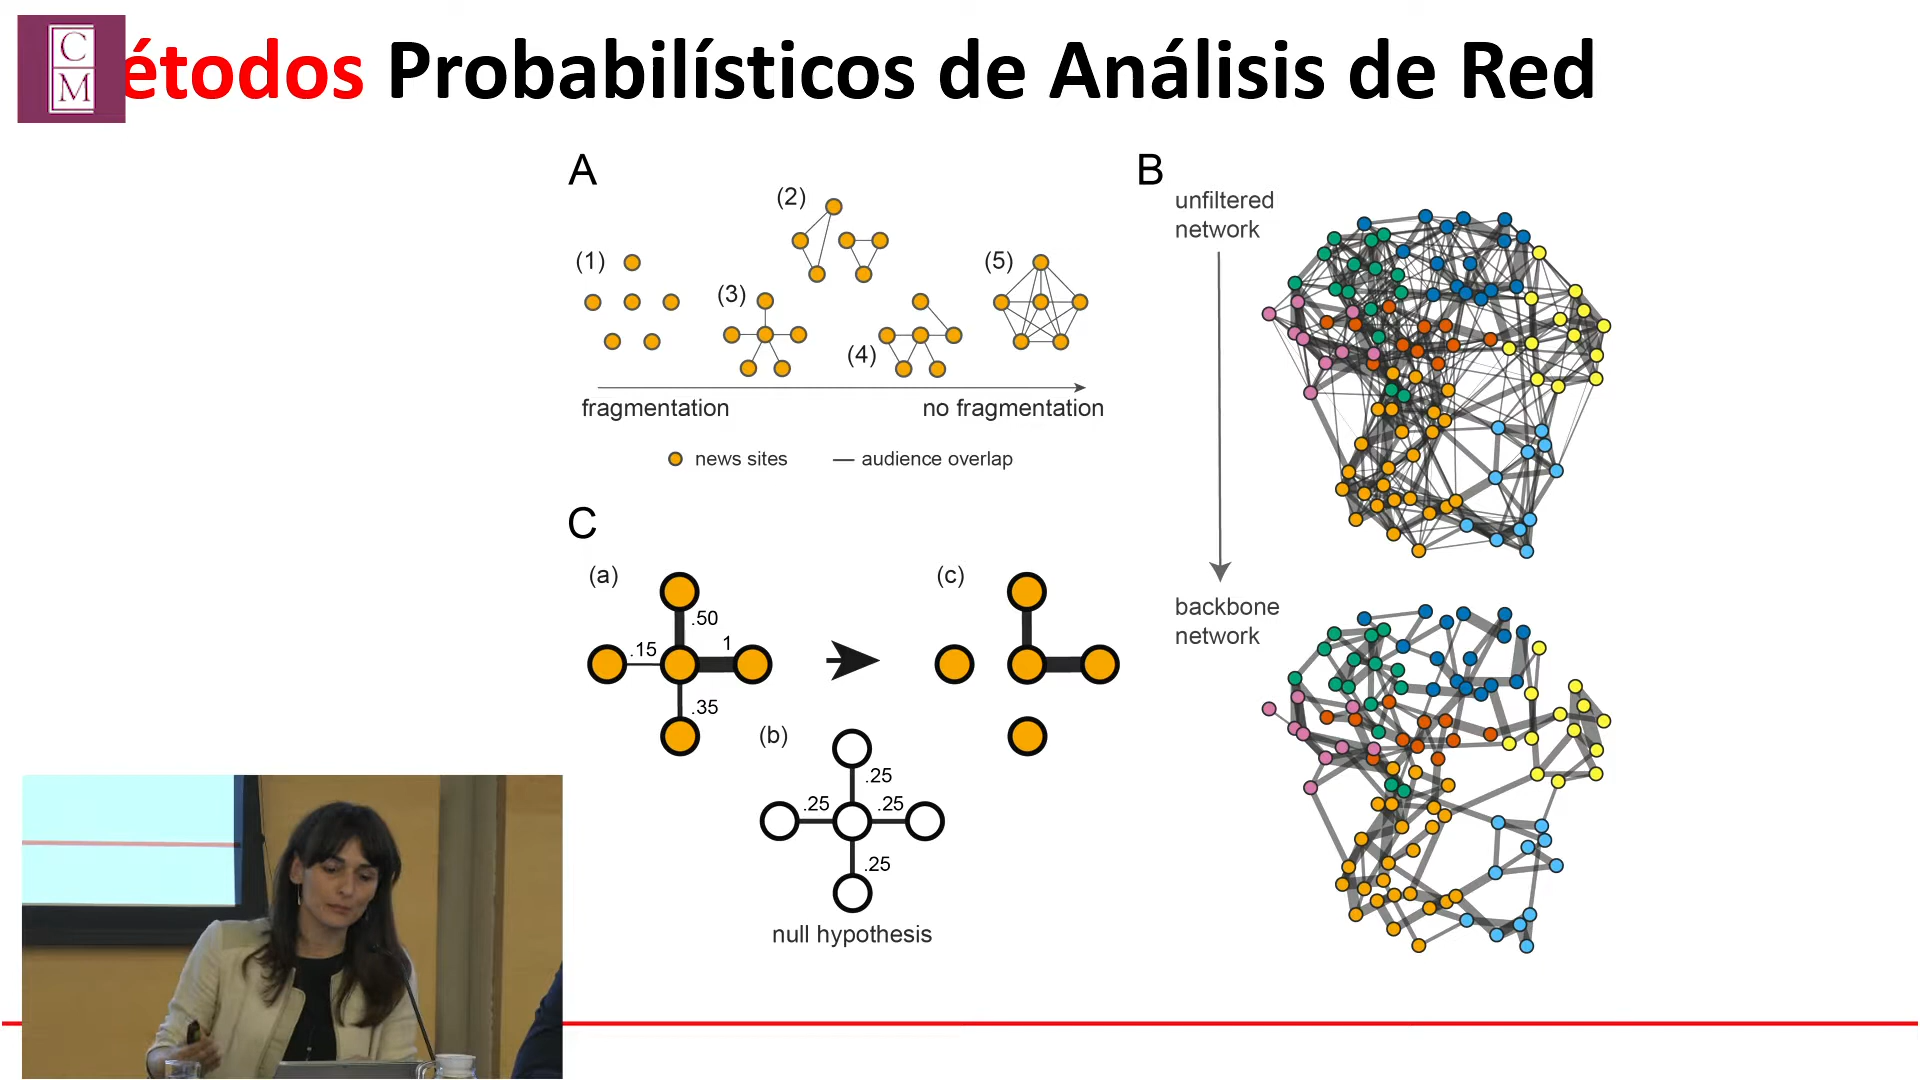 C
M
étodos Probabilísticos de Análisis de Red
A
(1)
(2)
(3)
(4)
(5)
fragmentation
no fragmentation
news sites
audience overlap
B
unfiltered
network
backbone
network
C
(a)
.50
.15
1
.35
(b)
.25
.25
.25
.25
null hypothesis
(c)